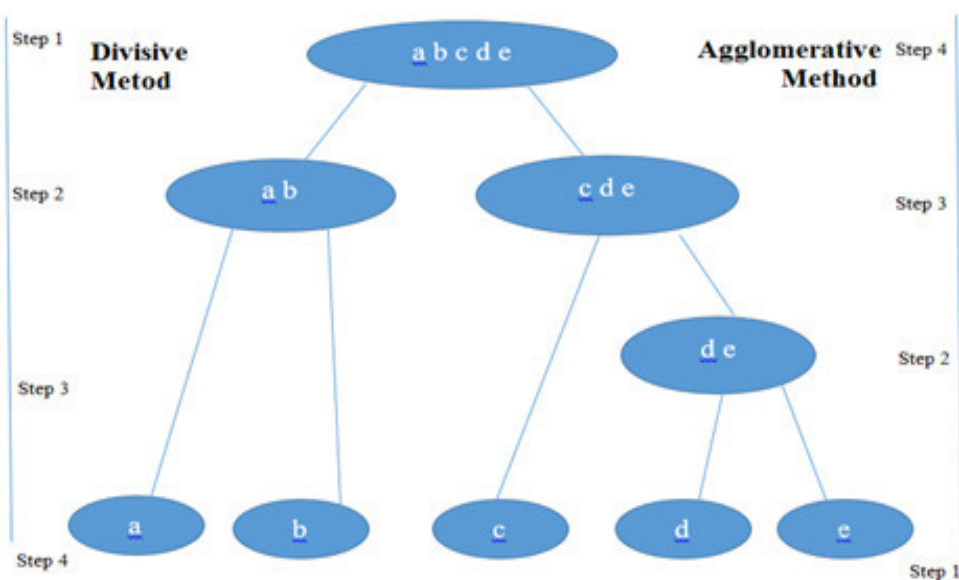 Step 1
Divisive
Metod
a b c d e
Agglomerative
Method
Step 4
Step 2
a b
c d e
Step 3
d e
Step 2
Step 3
a
b
c
d
e
Step 4
Step 1